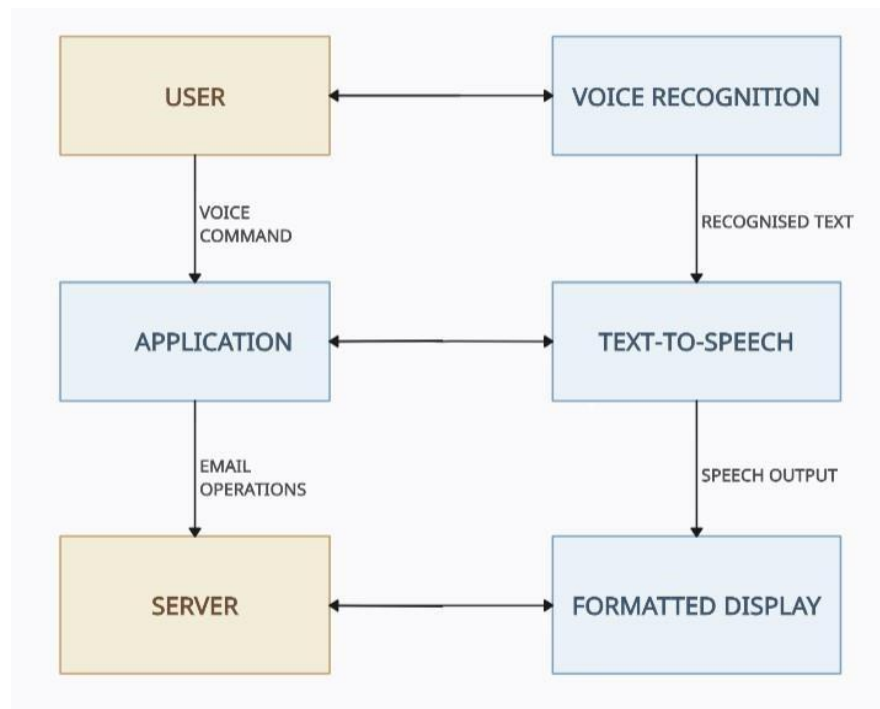 USER
VOICE RECOGNITION
VOICE
COMMAND
RECOGNISED TEXT
APPLICATION
TEXT-TO-SPEECH
EMAIL
OPERATIONS
SPEECH OUTPUT
SERVER
FORMATTED DISPLAY